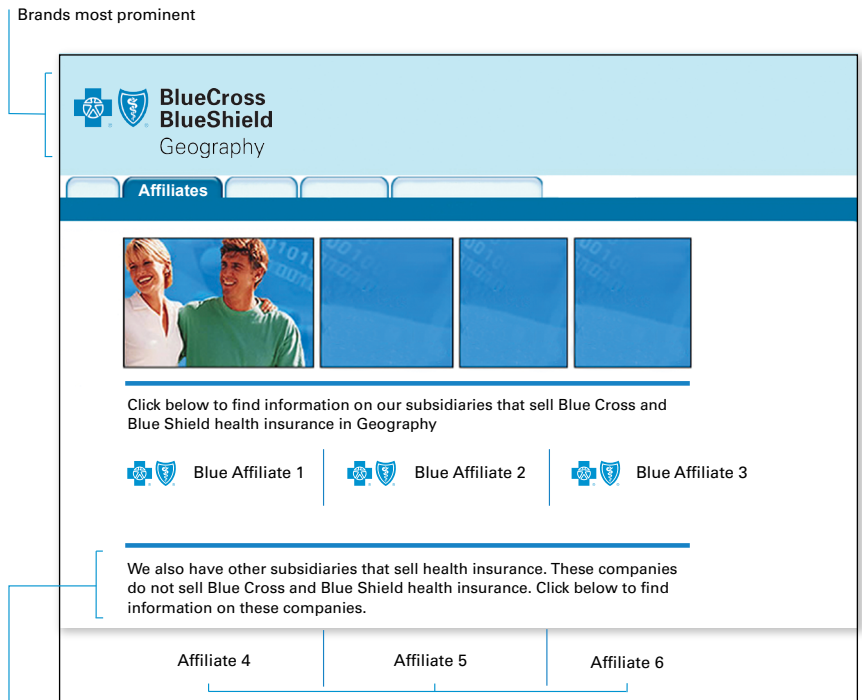 Brands most prominent
BlueCross
BlueShield
Geography
Affiliates
Click below to find information on our subsidiaries that sell Blue Cross and
Blue Shield health insurance in Geography
Blue Affiliate 1
Blue Affiliate 2
Blue Affiliate 3
We also have other subsidiaries that sell health insurance. These companies
do not sell Blue Cross and Blue Shield health insurance. Click below to find
information on these companies.
Affiliate 4
Affiliate 5
Affiliate 6